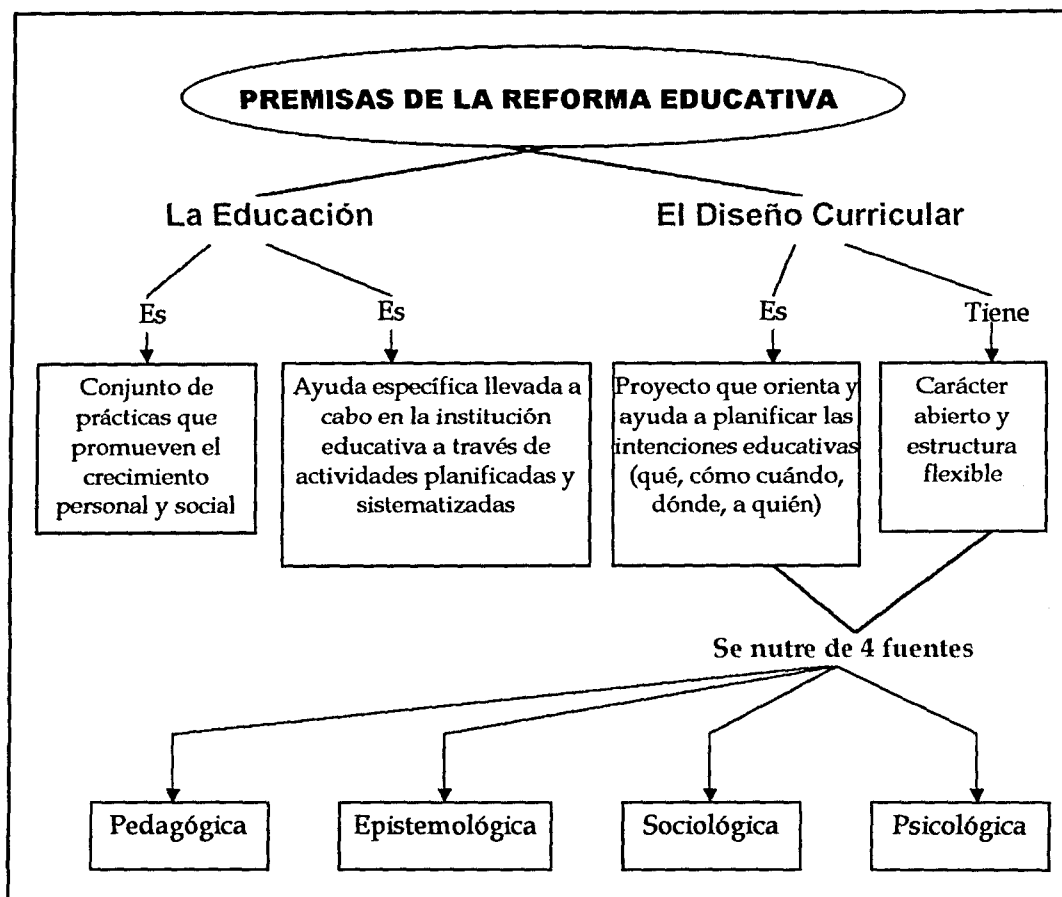 PREMISAS DE LA REFORMA EDUCATIVA
La Educación
El Diseño Curricular
Es
Es
Es
Tiene
Conjunto de
prácticas que
promueven el
crecimiento
personal y social
Ayuda específica llevada a
cabo en la institución
educativa a través de
actividades planificadas y
sistematizadas
Proyecto que orienta y
ayuda a planificar las
intenciones educativas
(qué, cómo cuándo,
dónde, a quién)
Carácter
abierto y
estructura
flexible
Se nutre de 4 fuentes
Pedagógica
Epistemológica
Sociológica
Psicológica